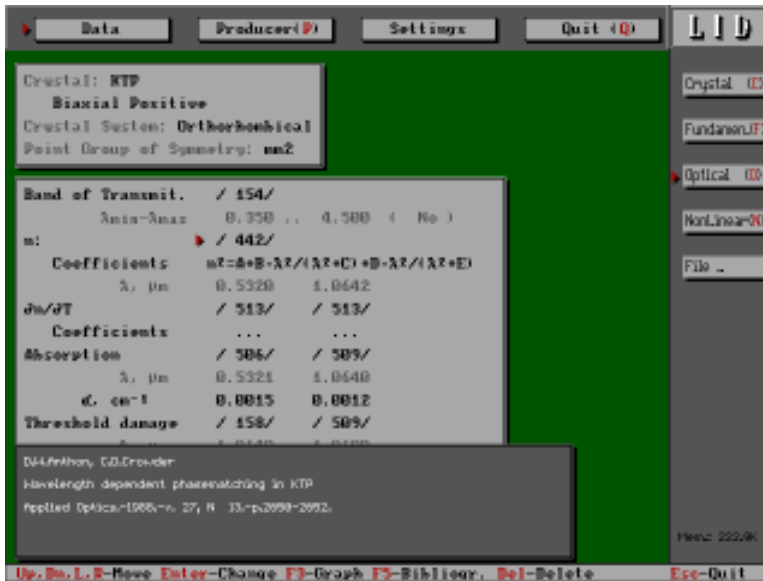 Data Producer(P) Settings Quit (Q) LID
Crystal: KTP
Biaxial Positive
Crystal System: Orthorhombical
Point Group of Symmetry: mm2
Band of Transmit. / 154/
λmin-λmax 0.350 .. 4.500 ( No )
n: / 442/
Coefficients n²=A+B·λ²/(λ²+C)+D·λ²/(λ²+E)
λ, μm 0.5320 1.0642
∂n/∂T / 513/ / 513/
Coefficients ... ...
Absorption / 506/ / 509/
λ, μm 0.5321 1.0640
α, cm⁻¹ 0.0015 0.0012
Threshold damage / 158/ / 509/
D.W.Anthon, C.D.Crowder
Wavelength dependent phasematching in KTP
Applied Optics.-1988.-v. 27, N 13.-p.2650-2652.
Crystal (C)
Fundamen.(F)
Optical (O)
NonLinear(N)
File …
Mem.: 222.9K
Up.Dn.L.R-Move Enter-Change F3-Graph F5-Bibliogr. Del-Delete Esc-Quit